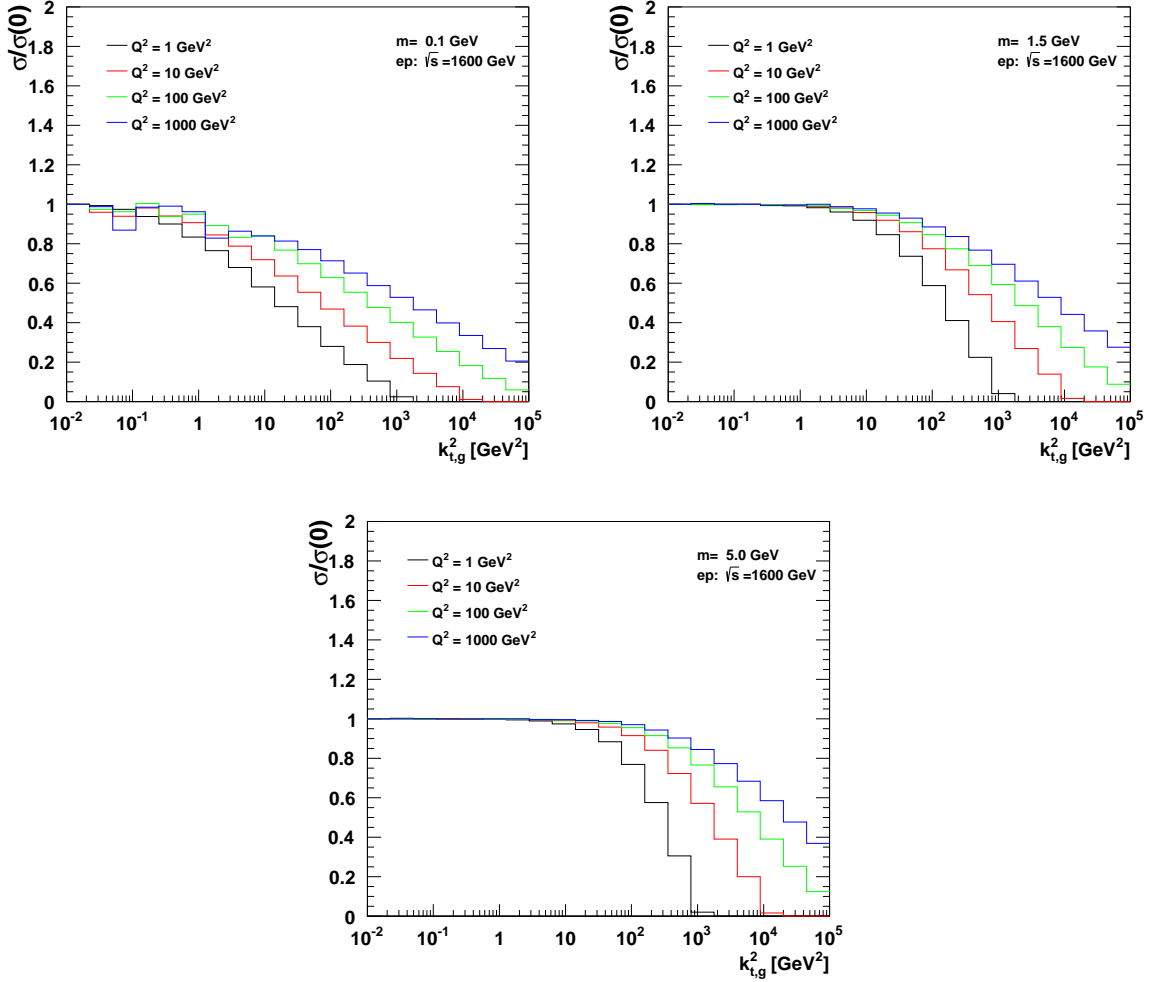 σ/σ(0)
2
1.8
1.6
1.4
1.2
1
0.8
0.6
0.4
0.2
0
Q² = 1 GeV²
Q² = 10 GeV²
Q² = 100 GeV²
Q² = 1000 GeV²
m= 0.1 GeV
ep: √s =1600 GeV
10⁻² 10⁻¹ 1 10 10² 10³ 10⁴ 10⁵
k²ₜ,g [GeV²]
σ/σ(0)
2
1.8
1.6
1.4
1.2
1
0.8
0.6
0.4
0.2
0
Q² = 1 GeV²
Q² = 10 GeV²
Q² = 100 GeV²
Q² = 1000 GeV²
m= 1.5 GeV
ep: √s =1600 GeV
10⁻² 10⁻¹ 1 10 10² 10³ 10⁴ 10⁵
k²ₜ,g [GeV²]
σ/σ(0)
2
1.8
1.6
1.4
1.2
1
0.8
0.6
0.4
0.2
0
Q² = 1 GeV²
Q² = 10 GeV²
Q² = 100 GeV²
Q² = 1000 GeV²
m= 5.0 GeV
ep: √s =1600 GeV
10⁻² 10⁻¹ 1 10 10² 10³ 10⁴ 10⁵
k²ₜ,g [GeV²]